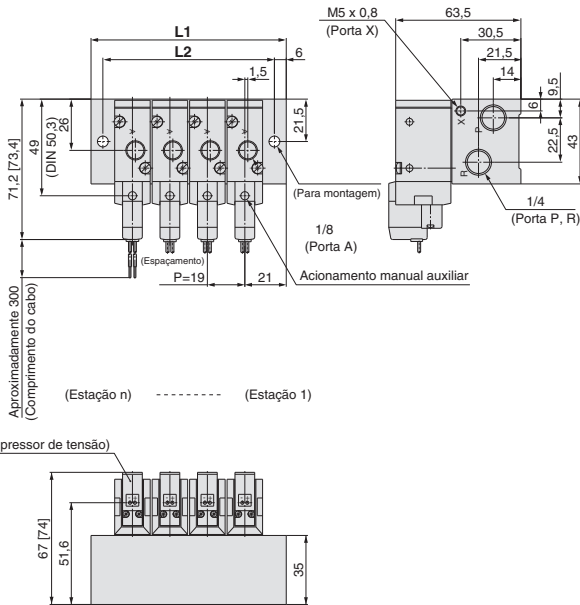 L1
L2
6
1,5
71,2 [73,4]
49
(DIN 50,3)
26
21,5
A
A
A
A
(Para montagem)
1/8
(Porta A)
(Espaçamento)
P=19
21
Acionamento manual auxiliar
Aproximadamente 300
(Comprimento do cabo)
(Estação n)
(Estação 1)
M5 x 0,8
(Porta X)
63,5
30,5
21,5
14
9,5
6
22,5
43
X
P
R
1/4
(Porta P, R)
pressor de tensão)
67 [74]
51,6
35